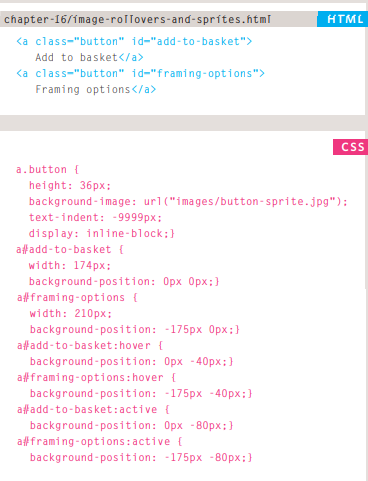 chapter-16/image-rollovers-and-sprites.html
HTML
<a class="button" id="add-to-basket">
Add to basket</a>
<a class="button" id="framing-options">
Framing options</a>
CSS
a.button {
height: 36px;
background-image: url("images/button-sprite.jpg");
text-indent: -9999px;
display: inline-block;}
a#add-to-basket {
width: 174px;
background-position: 0px 0px;}
a#framing-options {
width: 210px;
background-position: -175px 0px;}
a#add-to-basket:hover {
background-position: 0px -40px;}
a#framing-options:hover {
background-position: -175px -40px;}
a#add-to-basket:active {
background-position: 0px -80px;}
a#framing-options:active {
background-position: -175px -80px;}